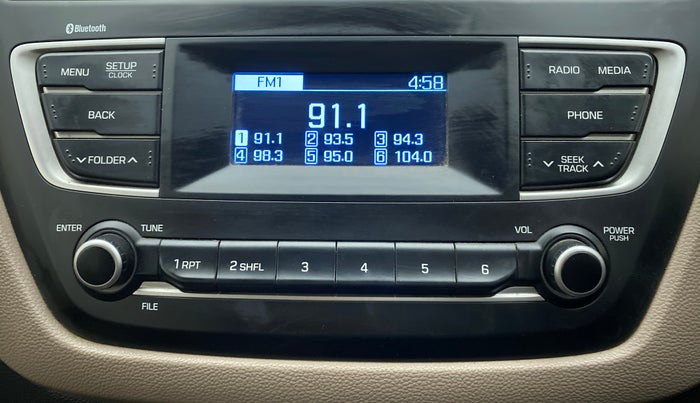 Bluetooth
MENU SETUP CLOCK
RADIO MEDIA
FM1 4:58
BACK
PHONE
91.1
1 91.1 2 93.5 3 94.3
4 98.3 5 95.0 6 104.0
FOLDER
SEEK TRACK
ENTER TUNE
VOL POWER PUSH
1 RPT 2 SHFL 3 4 5 6
FILE